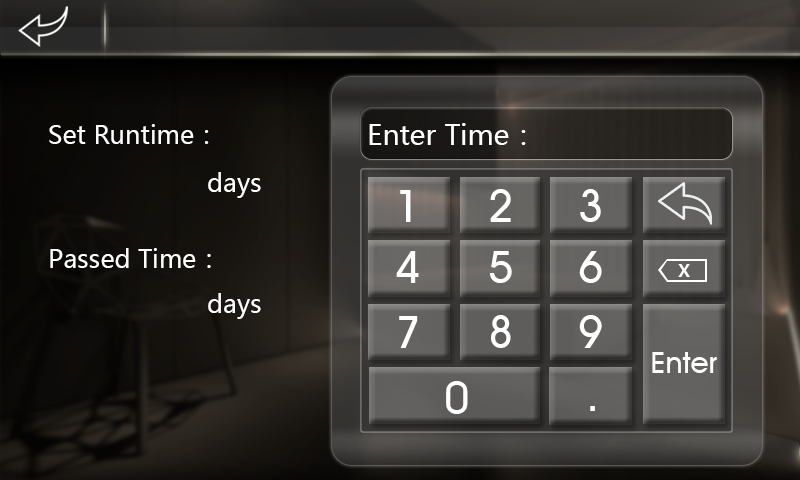 Set Runtime :
days
Passed Time :
days
Enter Time :
1 2 3
4 5 6 X
7 8 9
Enter
0 .